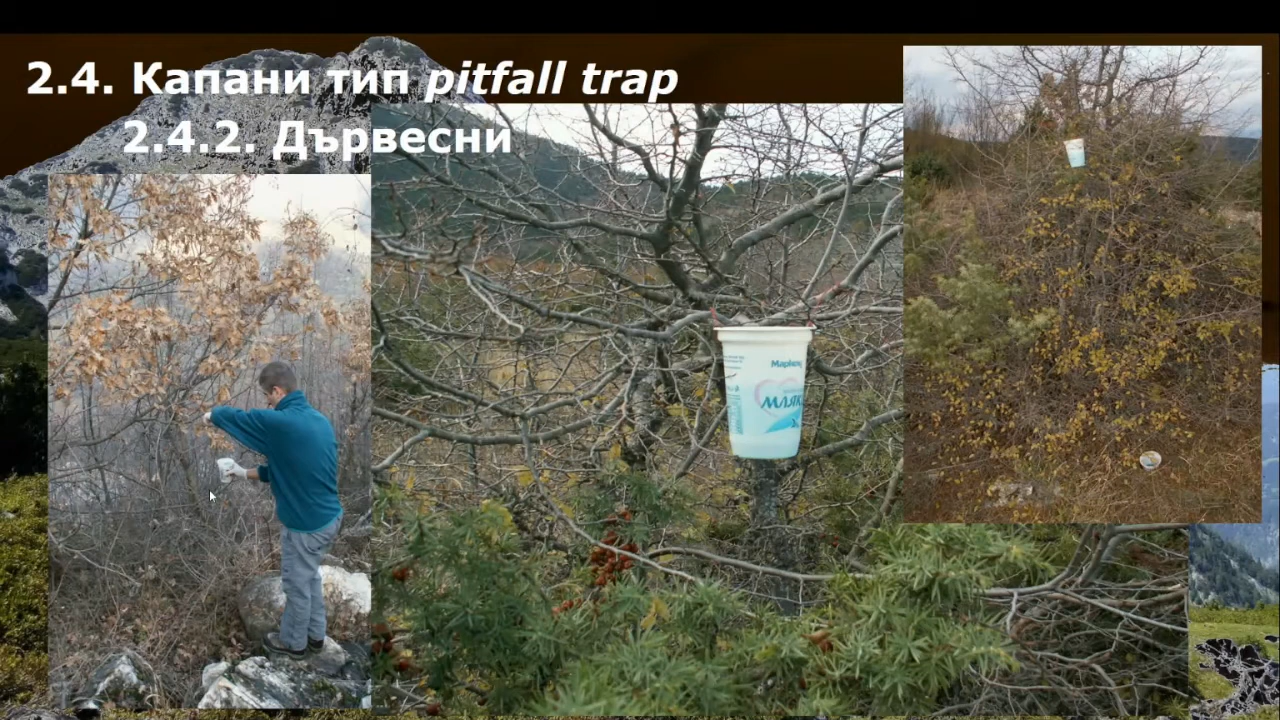 2.4. Капани тип pitfall trap
2.4.2. Дървесни